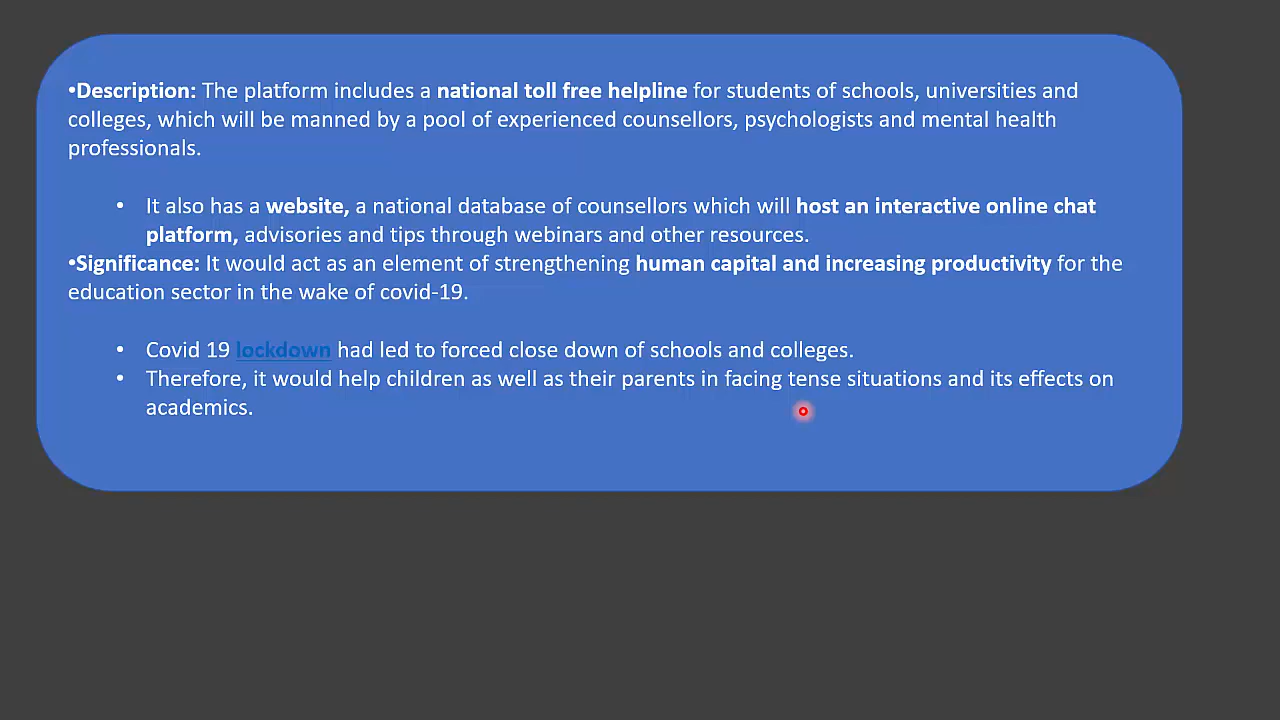 •Description: The platform includes a national toll free helpline for students of schools, universities and
colleges, which will be manned by a pool of experienced counsellors, psychologists and mental health
professionals.
• It also has a website, a national database of counsellors which will host an interactive online chat
platform, advisories and tips through webinars and other resources.
•Significance: It would act as an element of strengthening human capital and increasing productivity for the
education sector in the wake of covid-19.
• Covid 19 lockdown had led to forced close down of schools and colleges.
• Therefore, it would help children as well as their parents in facing tense situations and its effects on
academics.